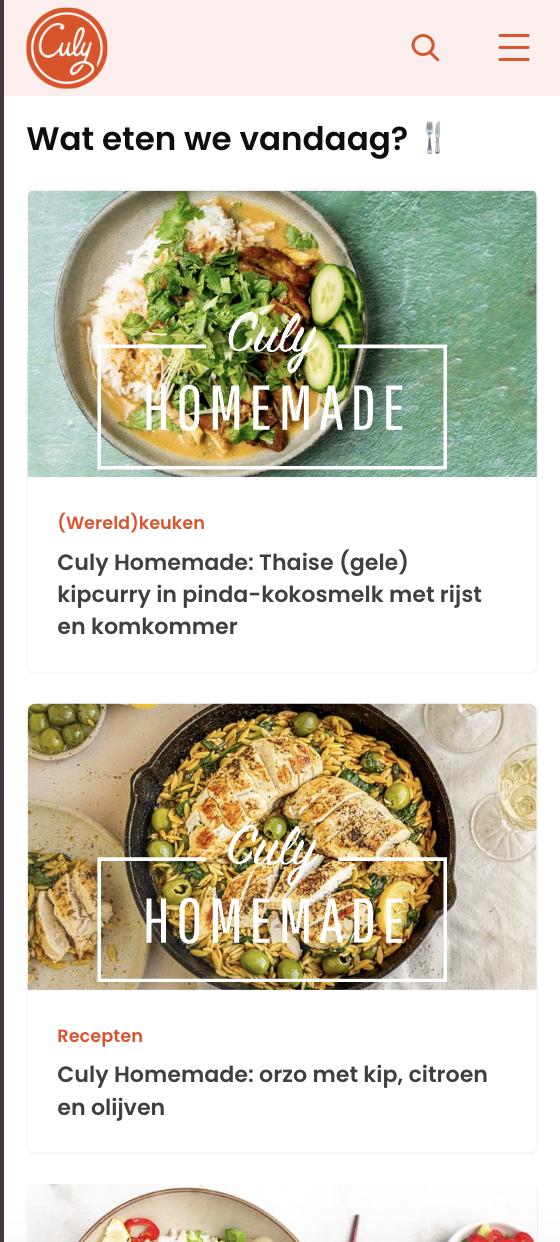 Culy
Wat eten we vandaag? 🍴
Culy
HOMEMADE
(Wereld)keuken
Culy Homemade: Thaise (gele)
kipcurry in pinda-kokosmelk met rijst
en komkommer
Culy
HOMEMADE
Recepten
Culy Homemade: orzo met kip, citroen
en olijven